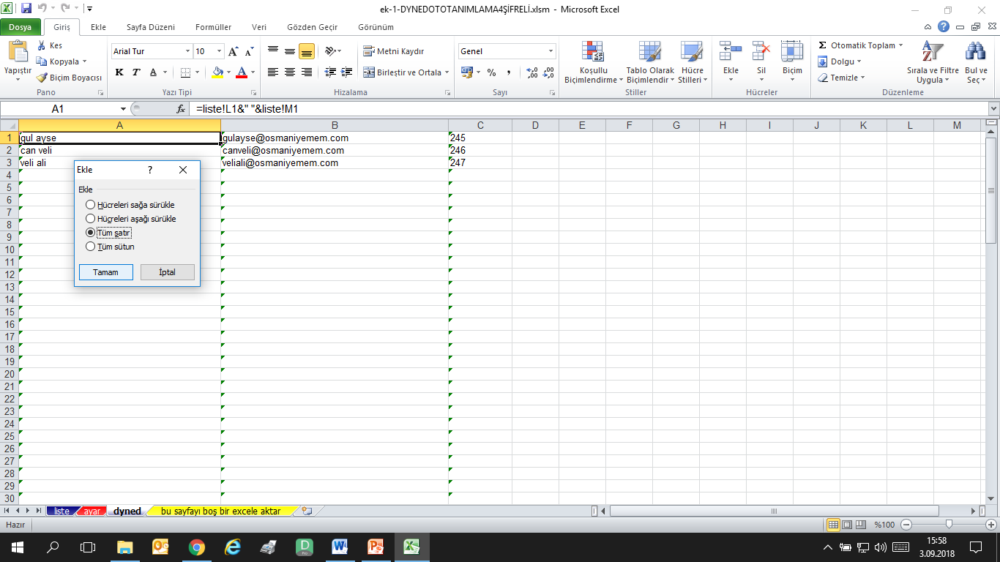 ek-1-DYNEDOTOTANIMLAMA4ŞİFRELİ.xlsm - Microsoft Excel
Dosya Giriş Ekle Sayfa Düzeni Formüller Veri Gözden Geçir Görünüm
Yapıştır
Kes
Kopyala
Biçim Boyacısı
Pano
Arial Tur 10
K T A
Yazı Tipi
Metni Kaydır
Birleştir ve Ortala
Hizalama
Genel
%
Sayı
Koşullu Biçimlendirme
Tablo Olarak Biçimlendir
Hücre Stilleri
Stiller
Ekle Sil Biçim
Hücreler
Σ Otomatik Toplam
Dolgu
Temizle
Sırala ve Filtre Uygula
Bul ve Seç
Düzenleme
A1 fx =liste!L1&" "&liste!M1
A B C D E F G H I J K L M
1 gul ayse gulayse@osmaniyemem.com 245
2 can veli canveli@osmaniyemem.com 246
3 veli ali veliali@osmaniyemem.com 247
4
5
6
7
8
9
10
11
12
13
14
15
16
17
18
19
20
21
22
23
24
25
26
27
28
29
30
Ekle ?
Ekle
Hücreleri sağa sürükle
Hücreleri aşağı sürükle
Tüm satır
Tüm sütun
Tamam İptal
liste ayar dyned bu sayfayı boş bir excele aktar
Hazır %100
15:58
3.09.2018